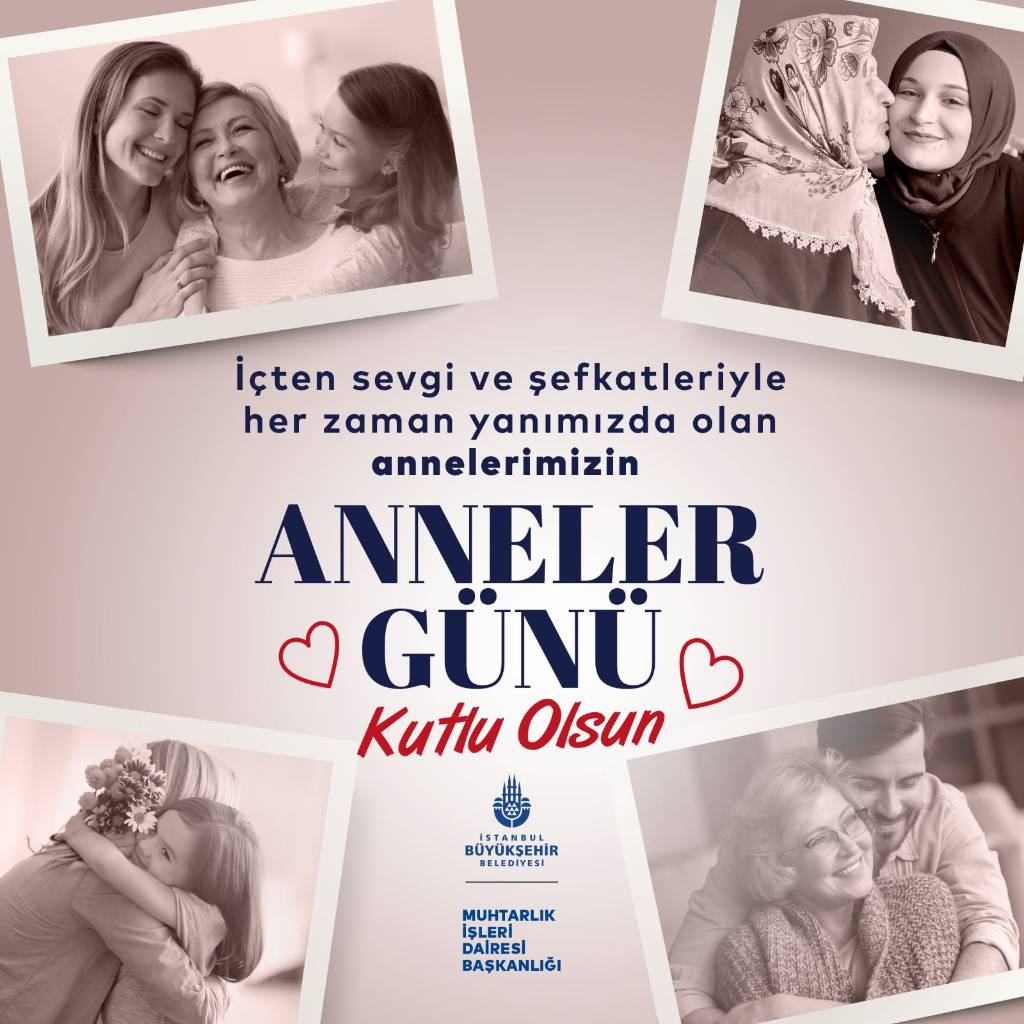 İçten sevgi ve şefkatleriyle
her zaman yanımızda olan
annelerimizin
ANNELER
GÜNÜ
Kutlu Olsun
İSTANBUL
BÜYÜKŞEHİR
BELEDİYESİ
MUHTARLIK
İŞLERİ
DAİRESİ
BAŞKANLIĞI